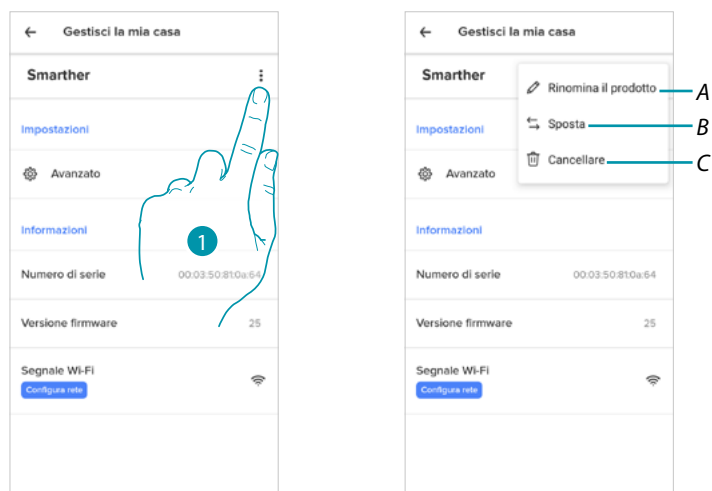 Gestisci la mia casa
Smarther
Impostazioni
Avanzato
Informazioni
1
Numero di serie 00:03:50:81:0a:64
Versione firmware 25
Segnale Wi-Fi
Configura rete
Gestisci la mia casa
Smarther
Rinomina il prodotto A
Sposta B
Cancellare C
Impostazioni
Avanzato
Informazioni
Numero di serie 00:03:50:81:0a:64
Versione firmware 25
Segnale Wi-Fi
Configura rete